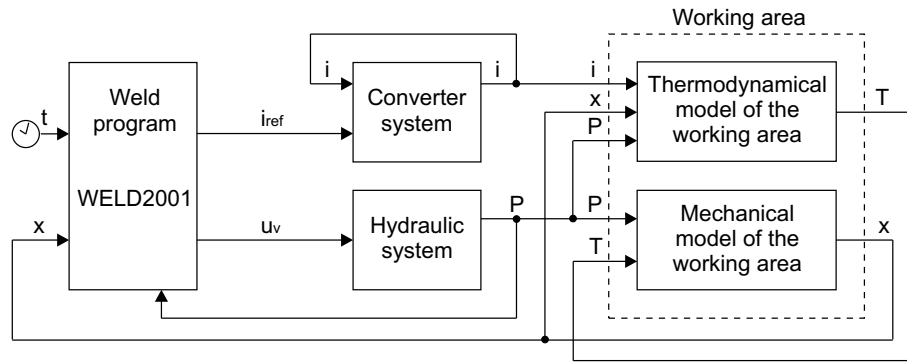 Working area
t
x
Weld
program
WELD2001
iref
uv
i
Converter
system
i
Hydraulic
system
P
i
x
P
Thermodynamical
model of the
working area
T
P
T
Mechanical
model of the
working area
x